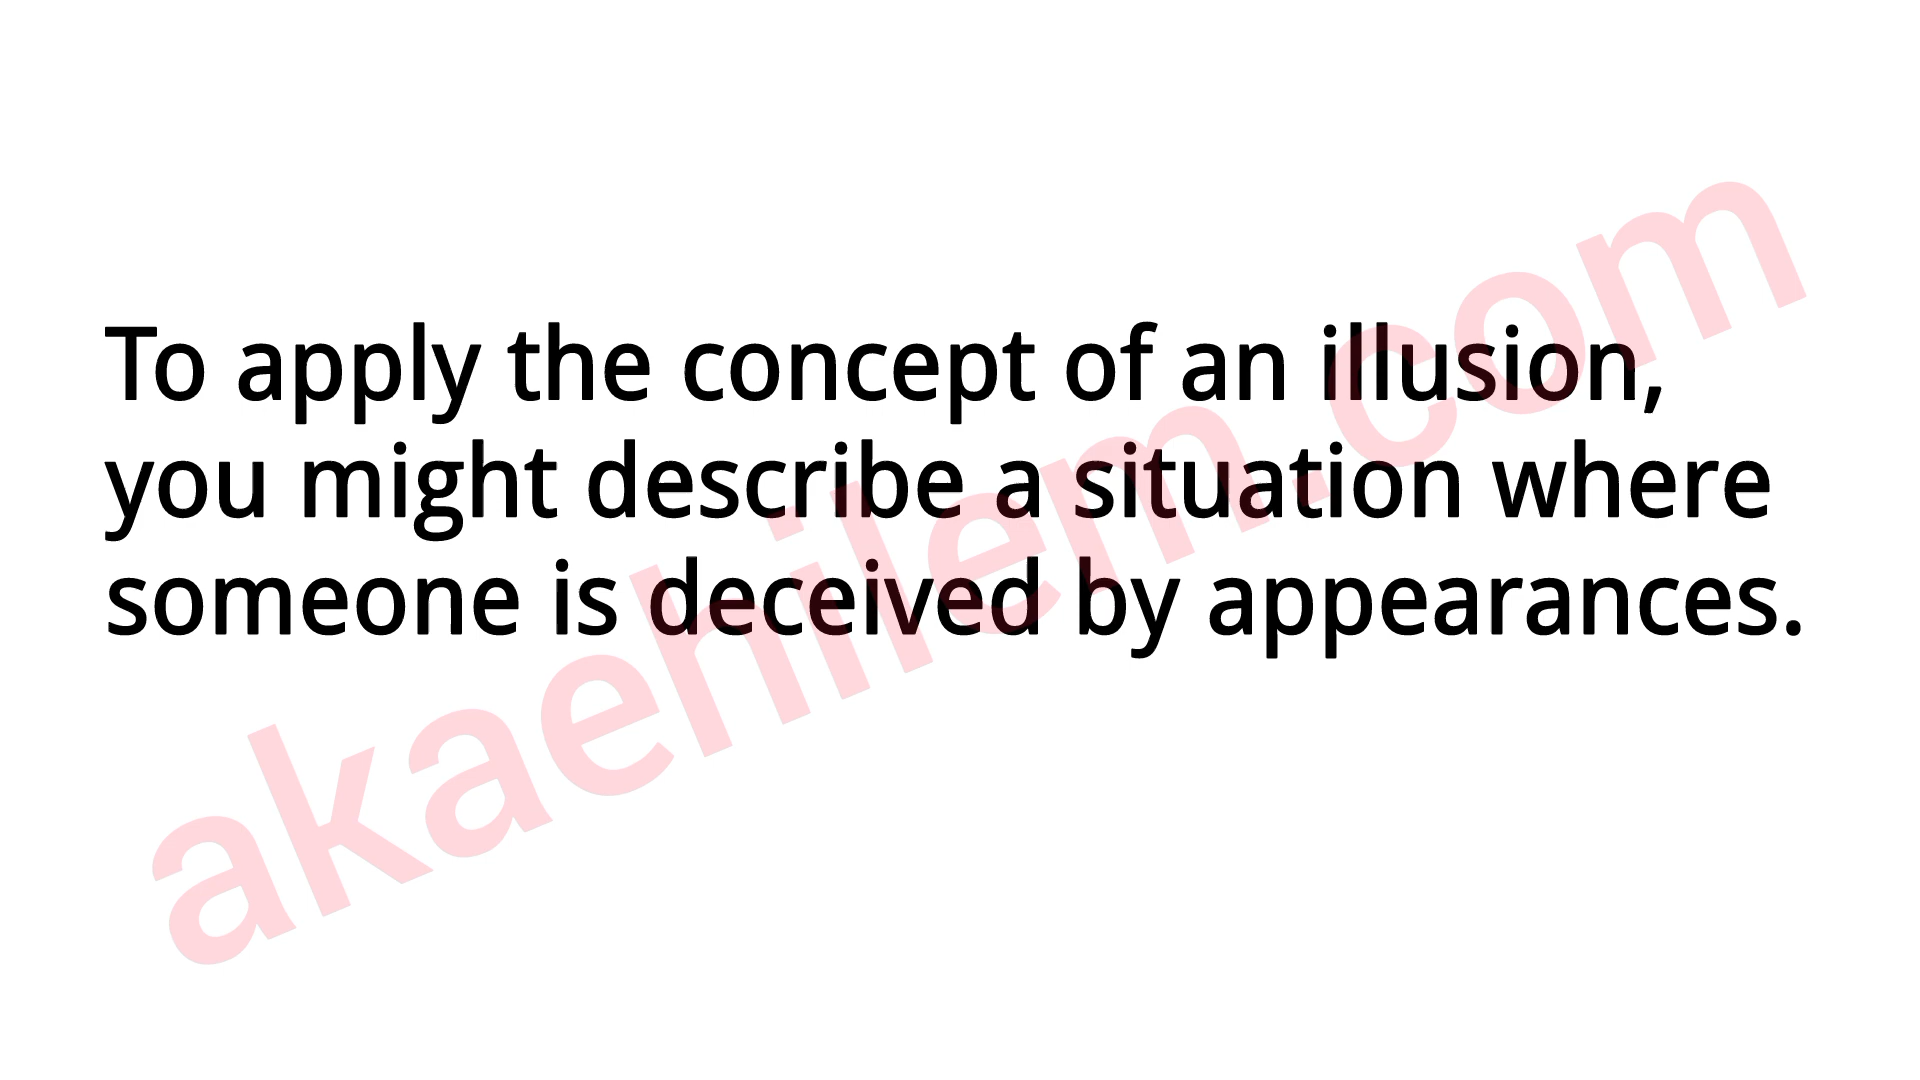 To apply the concept of an illusion,
you might describe a situation where
someone is deceived by appearances.
akaehilem.com